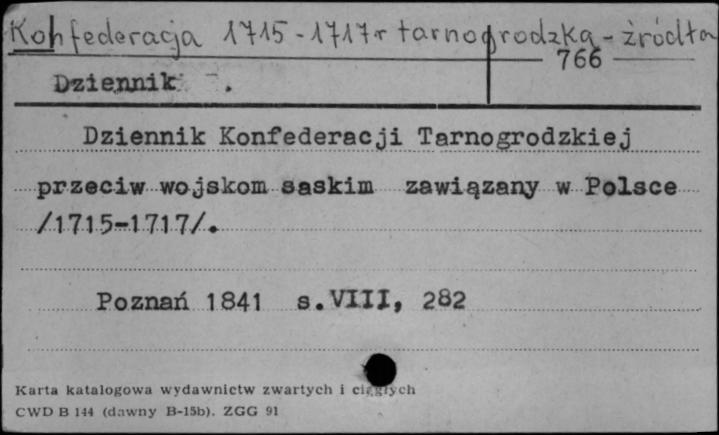 Konfederacja 1715-1717r tarnogrodzka - źródła
766
Dziennik .
Dziennik Konfederacji Tarnogrodzkiej
przeciw wojskom saskim zawiązany w Polsce
/1715-1717/.
Poznań 1841 s.VIII, 282
Karta katalogowa wydawnictw zwartych i ciągłych
CWD B 144 (dawny B-15b). ZGG 91